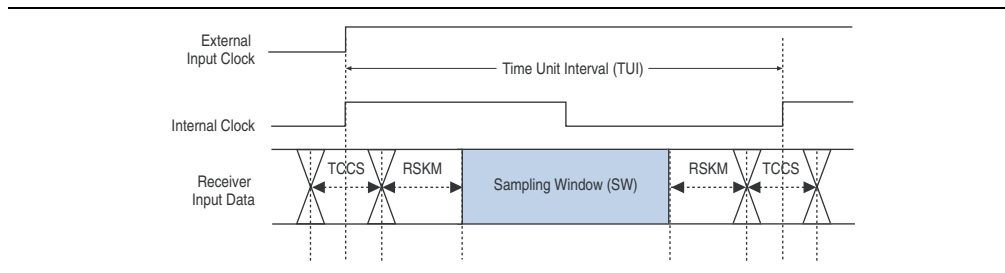 External
Input Clock
Time Unit Interval (TUI)
Internal Clock
Receiver
Input Data
TCCS
RSKM
Sampling Window (SW)
RSKM
TCCS